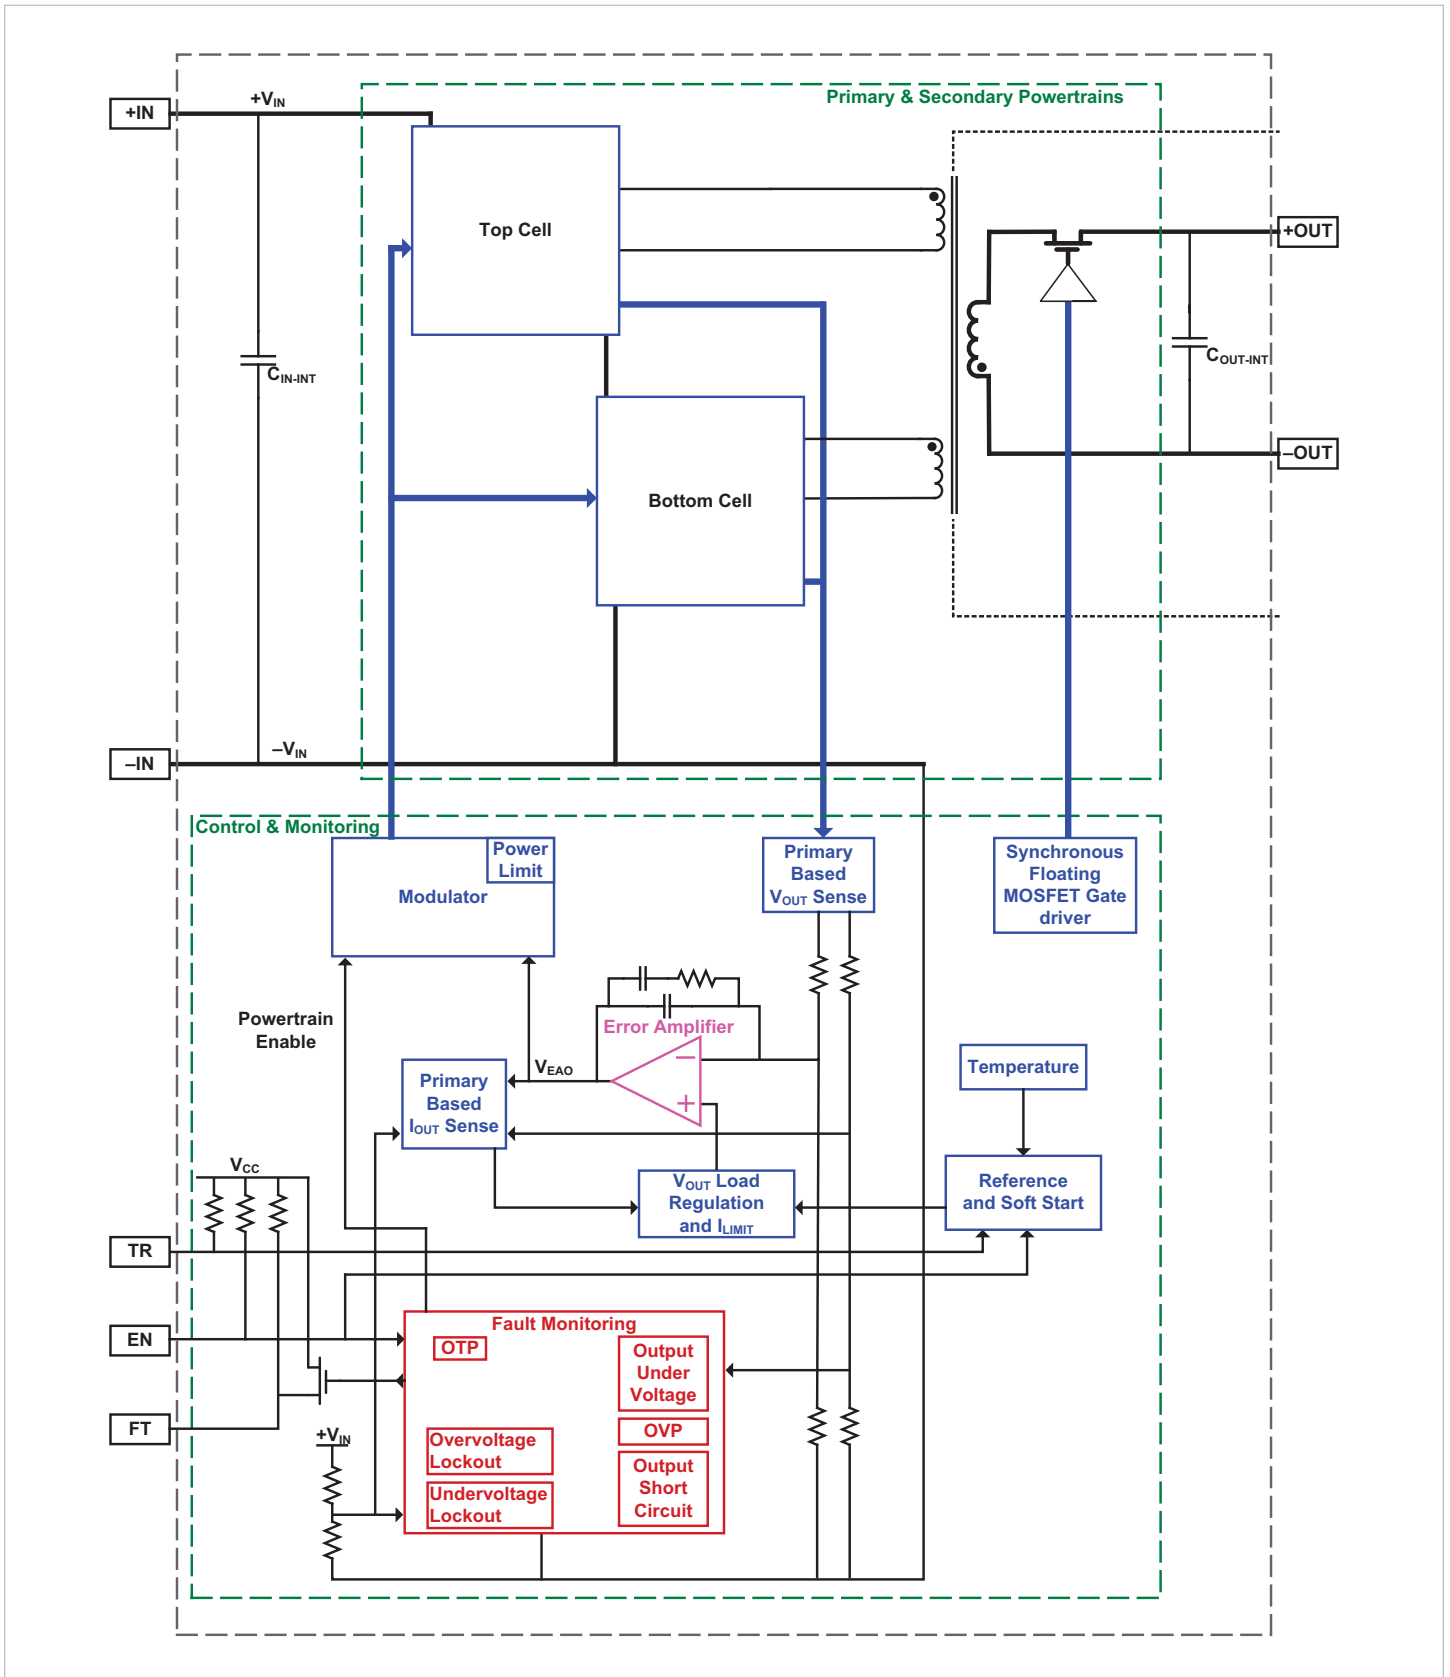 +IN
+VIN
Primary & Secondary Powertrains
Top Cell
+OUT
CIN-INT
COUT-INT
–OUT
Bottom Cell
–VIN
–IN
Control & Monitoring
Power
Limit
Modulator
Primary
Based
VOUT Sense
Synchronous
Floating
MOSFET Gate
driver
Powertrain
Enable
Error Amplifier
–
+
VEAO
Primary
Based
IOUT Sense
Temperature
VCC
VOUT Load
Regulation
and ILIMIT
Reference
and Soft Start
TR
EN
FT
Fault Monitoring
OTP
Output
Under
Voltage
OVP
Output
Short
Circuit
Overvoltage
Lockout
Undervoltage
Lockout
+VIN